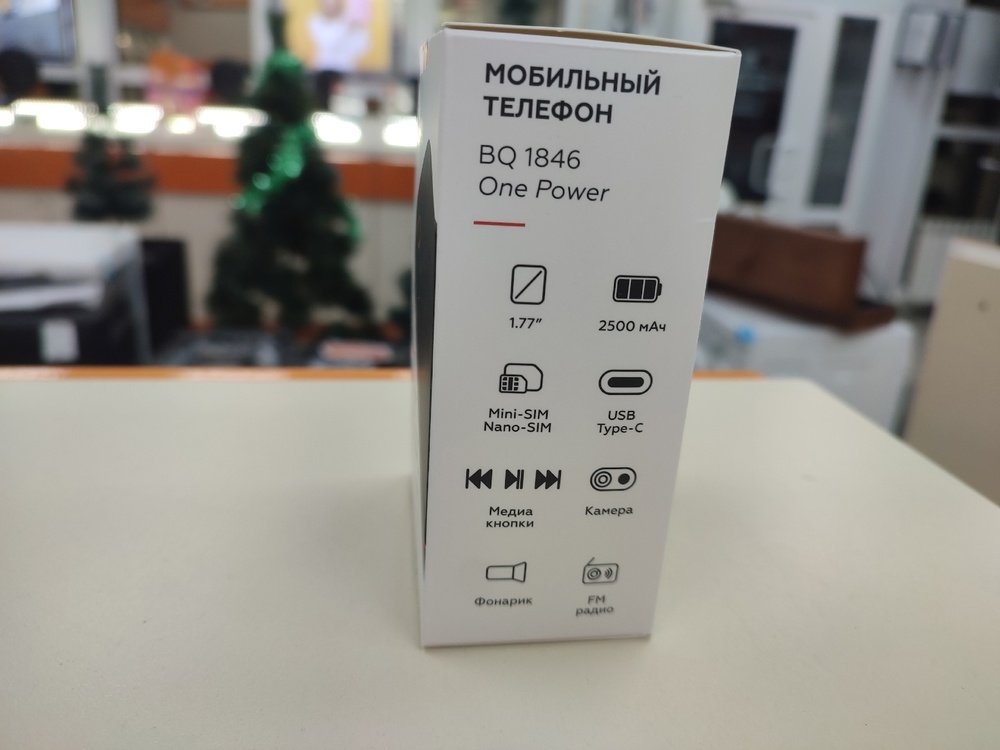 МОБИЛЬНЫЙ
ТЕЛЕФОН
BQ 1846
One Power
1.77”
2500 мАч
Mini-SIM
Nano-SIM
USB
Type-C
Медиа
кнопки
Камера
Фонарик
FM
радио